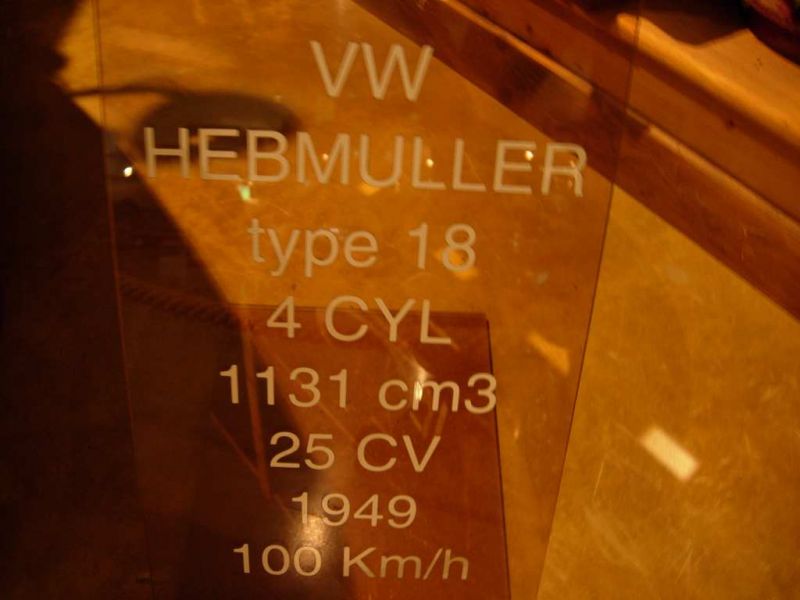 VW
HEBMULLER
type 18
4 CYL
1131 cm3
25 CV
1949
100 Km/h